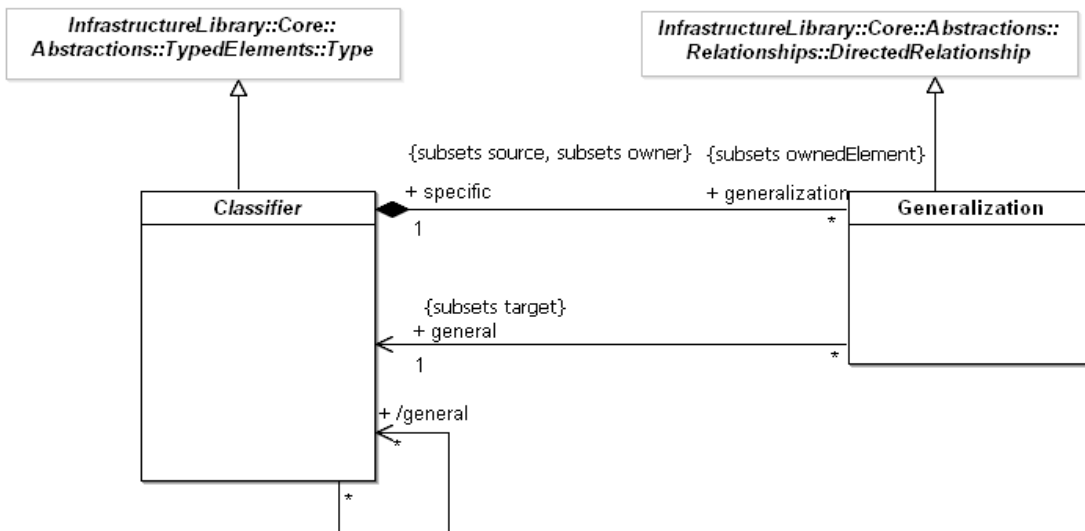 InfrastructureLibrary::Core::
Abstractions::TypedElements::Type
InfrastructureLibrary::Core::Abstractions::
Relationships::DirectedRelationship
{subsets source, subsets owner}
{subsets ownedElement}
Classifier
+ specific
+ generalization
Generalization
1
*
{subsets target}
+ general
1
*
+ /general
*
*